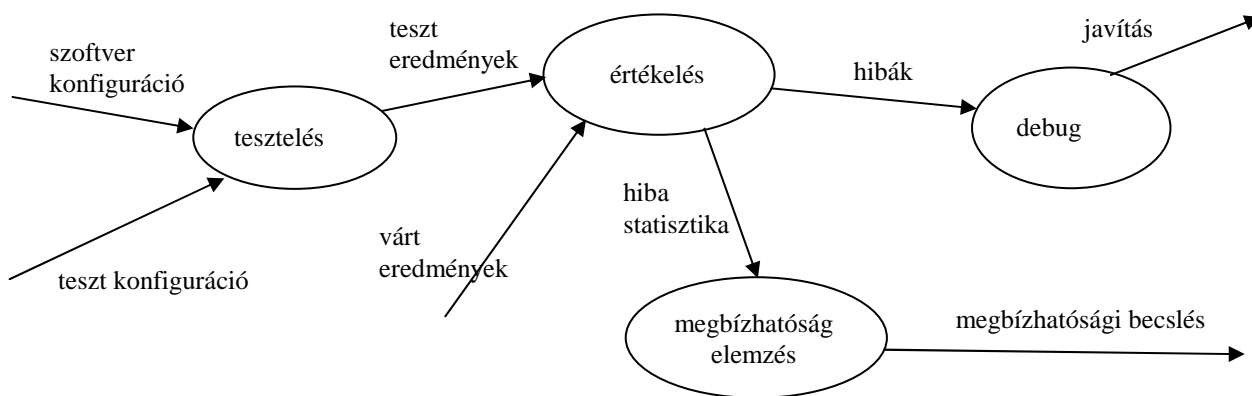 szoftver
konfiguráció
teszt
eredmények
értékelés
hibák
javítás
tesztelés
debug
teszt konfiguráció
várt
eredmények
hiba
statisztika
megbízhatóság
elemzés
megbízhatósági becslés